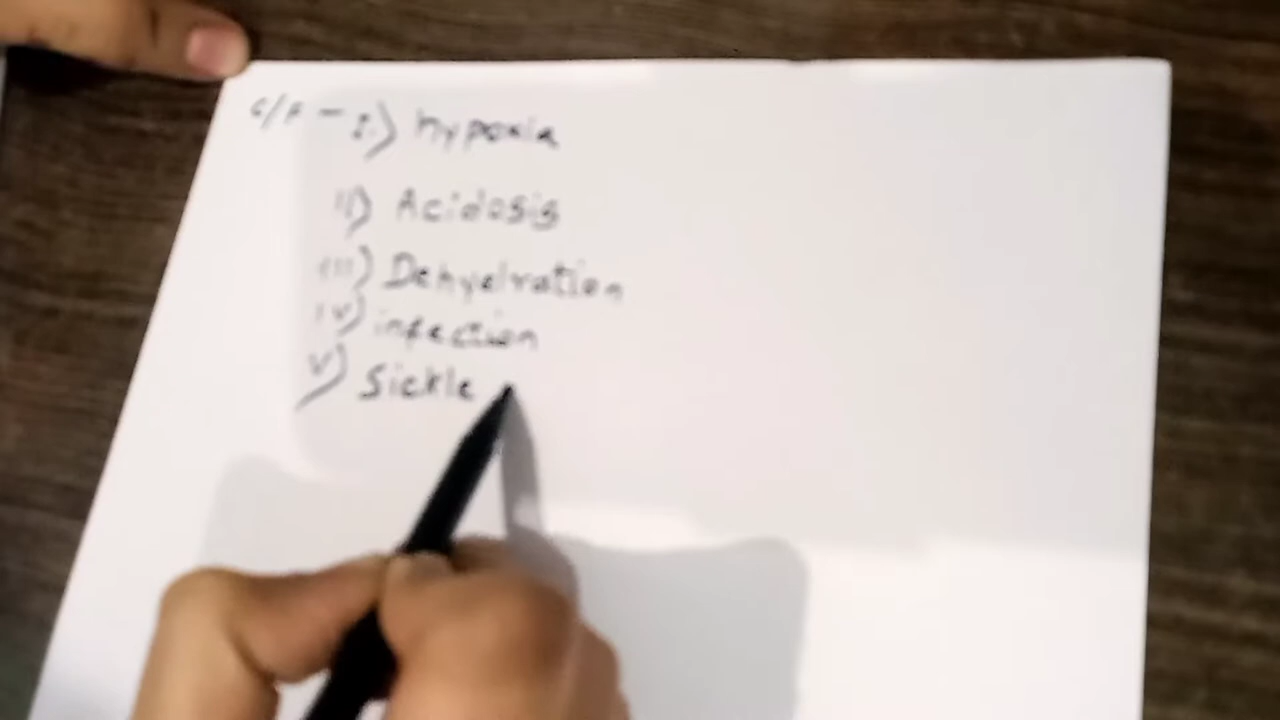 C/F - I.) hypoxia
II) Acidosis
III) Dehydration
IV) infection
V) Sickle